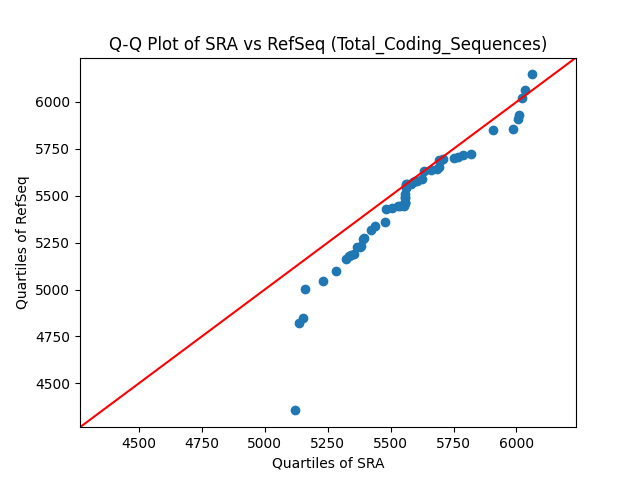 Q-Q Plot of SRA vs RefSeq (Total_Coding_Sequences)
6000
5750
5500
5250
5000
4750
4500
Quartiles of RefSeq
4500 4750 5000 5250 5500 5750 6000
Quartiles of SRA